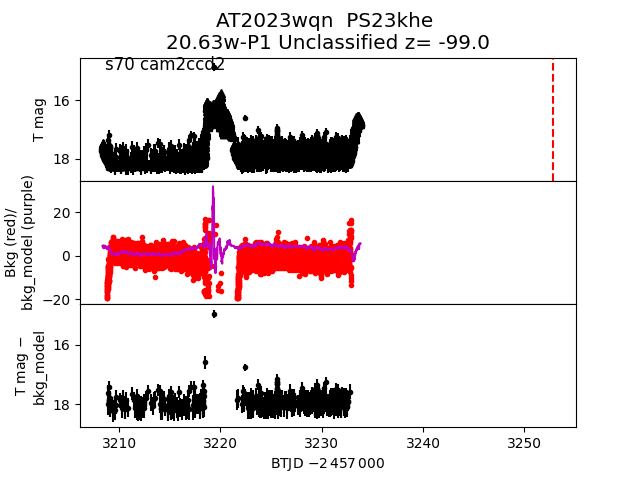 AT2023wqn  PS23khe
20.63w-P1 Unclassified z= -99.0
s70 cam2ccd2
T mag
16
18
Bkg (red)/
bkg_model (purple)
20
0
−20
T mag −
bkg_model
16
18
3210 3220 3230 3240 3250
BTJD −2 457 000